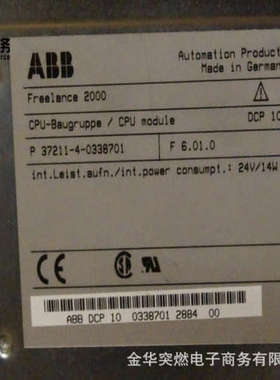 务
ABB
Automation Product
Made in German
Freelance 2000
CPU-Baugruppe / CPU module
DCP 10
P 37211-4-0338701
F 6.01.0
int.Leist.aufn./int.power consumpt.: 24V/14W
CE
ABB DCP 10 0338701 2884 00
金华突燃电子商务有限公司